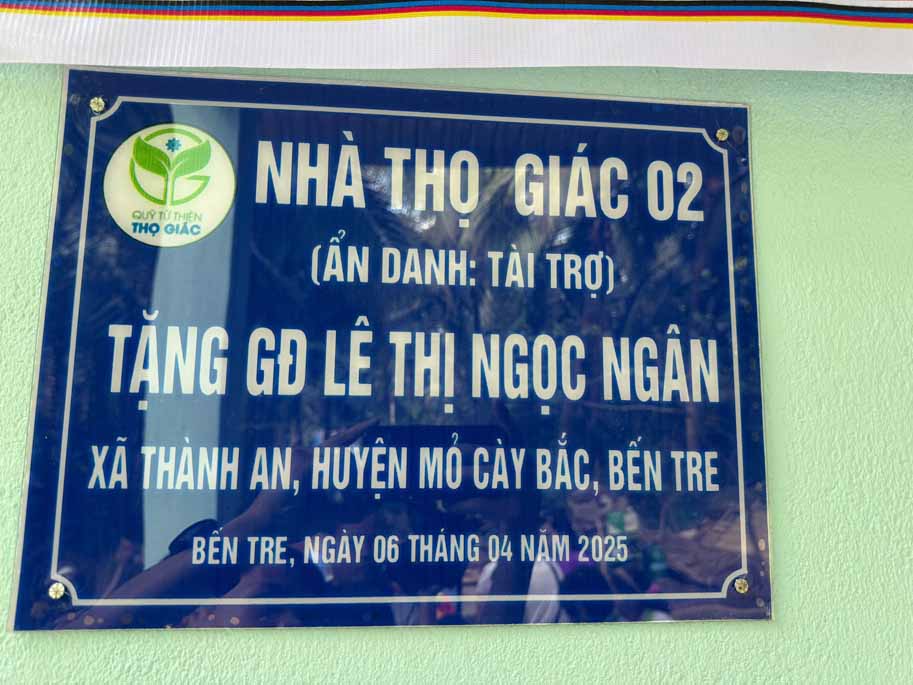 QUỸ TỪ THIỆN
THỌ GIÁC
NHÀ THỌ GIÁC 02
(ẨN DANH: TÀI TRỢ)
TẶNG GĐ LÊ THỊ NGỌC NGÂN
XÃ THÀNH AN, HUYỆN MỎ CÀY BẮC, BẾN TRE
BẾN TRE, NGÀY 06 THÁNG 04 NĂM 2025